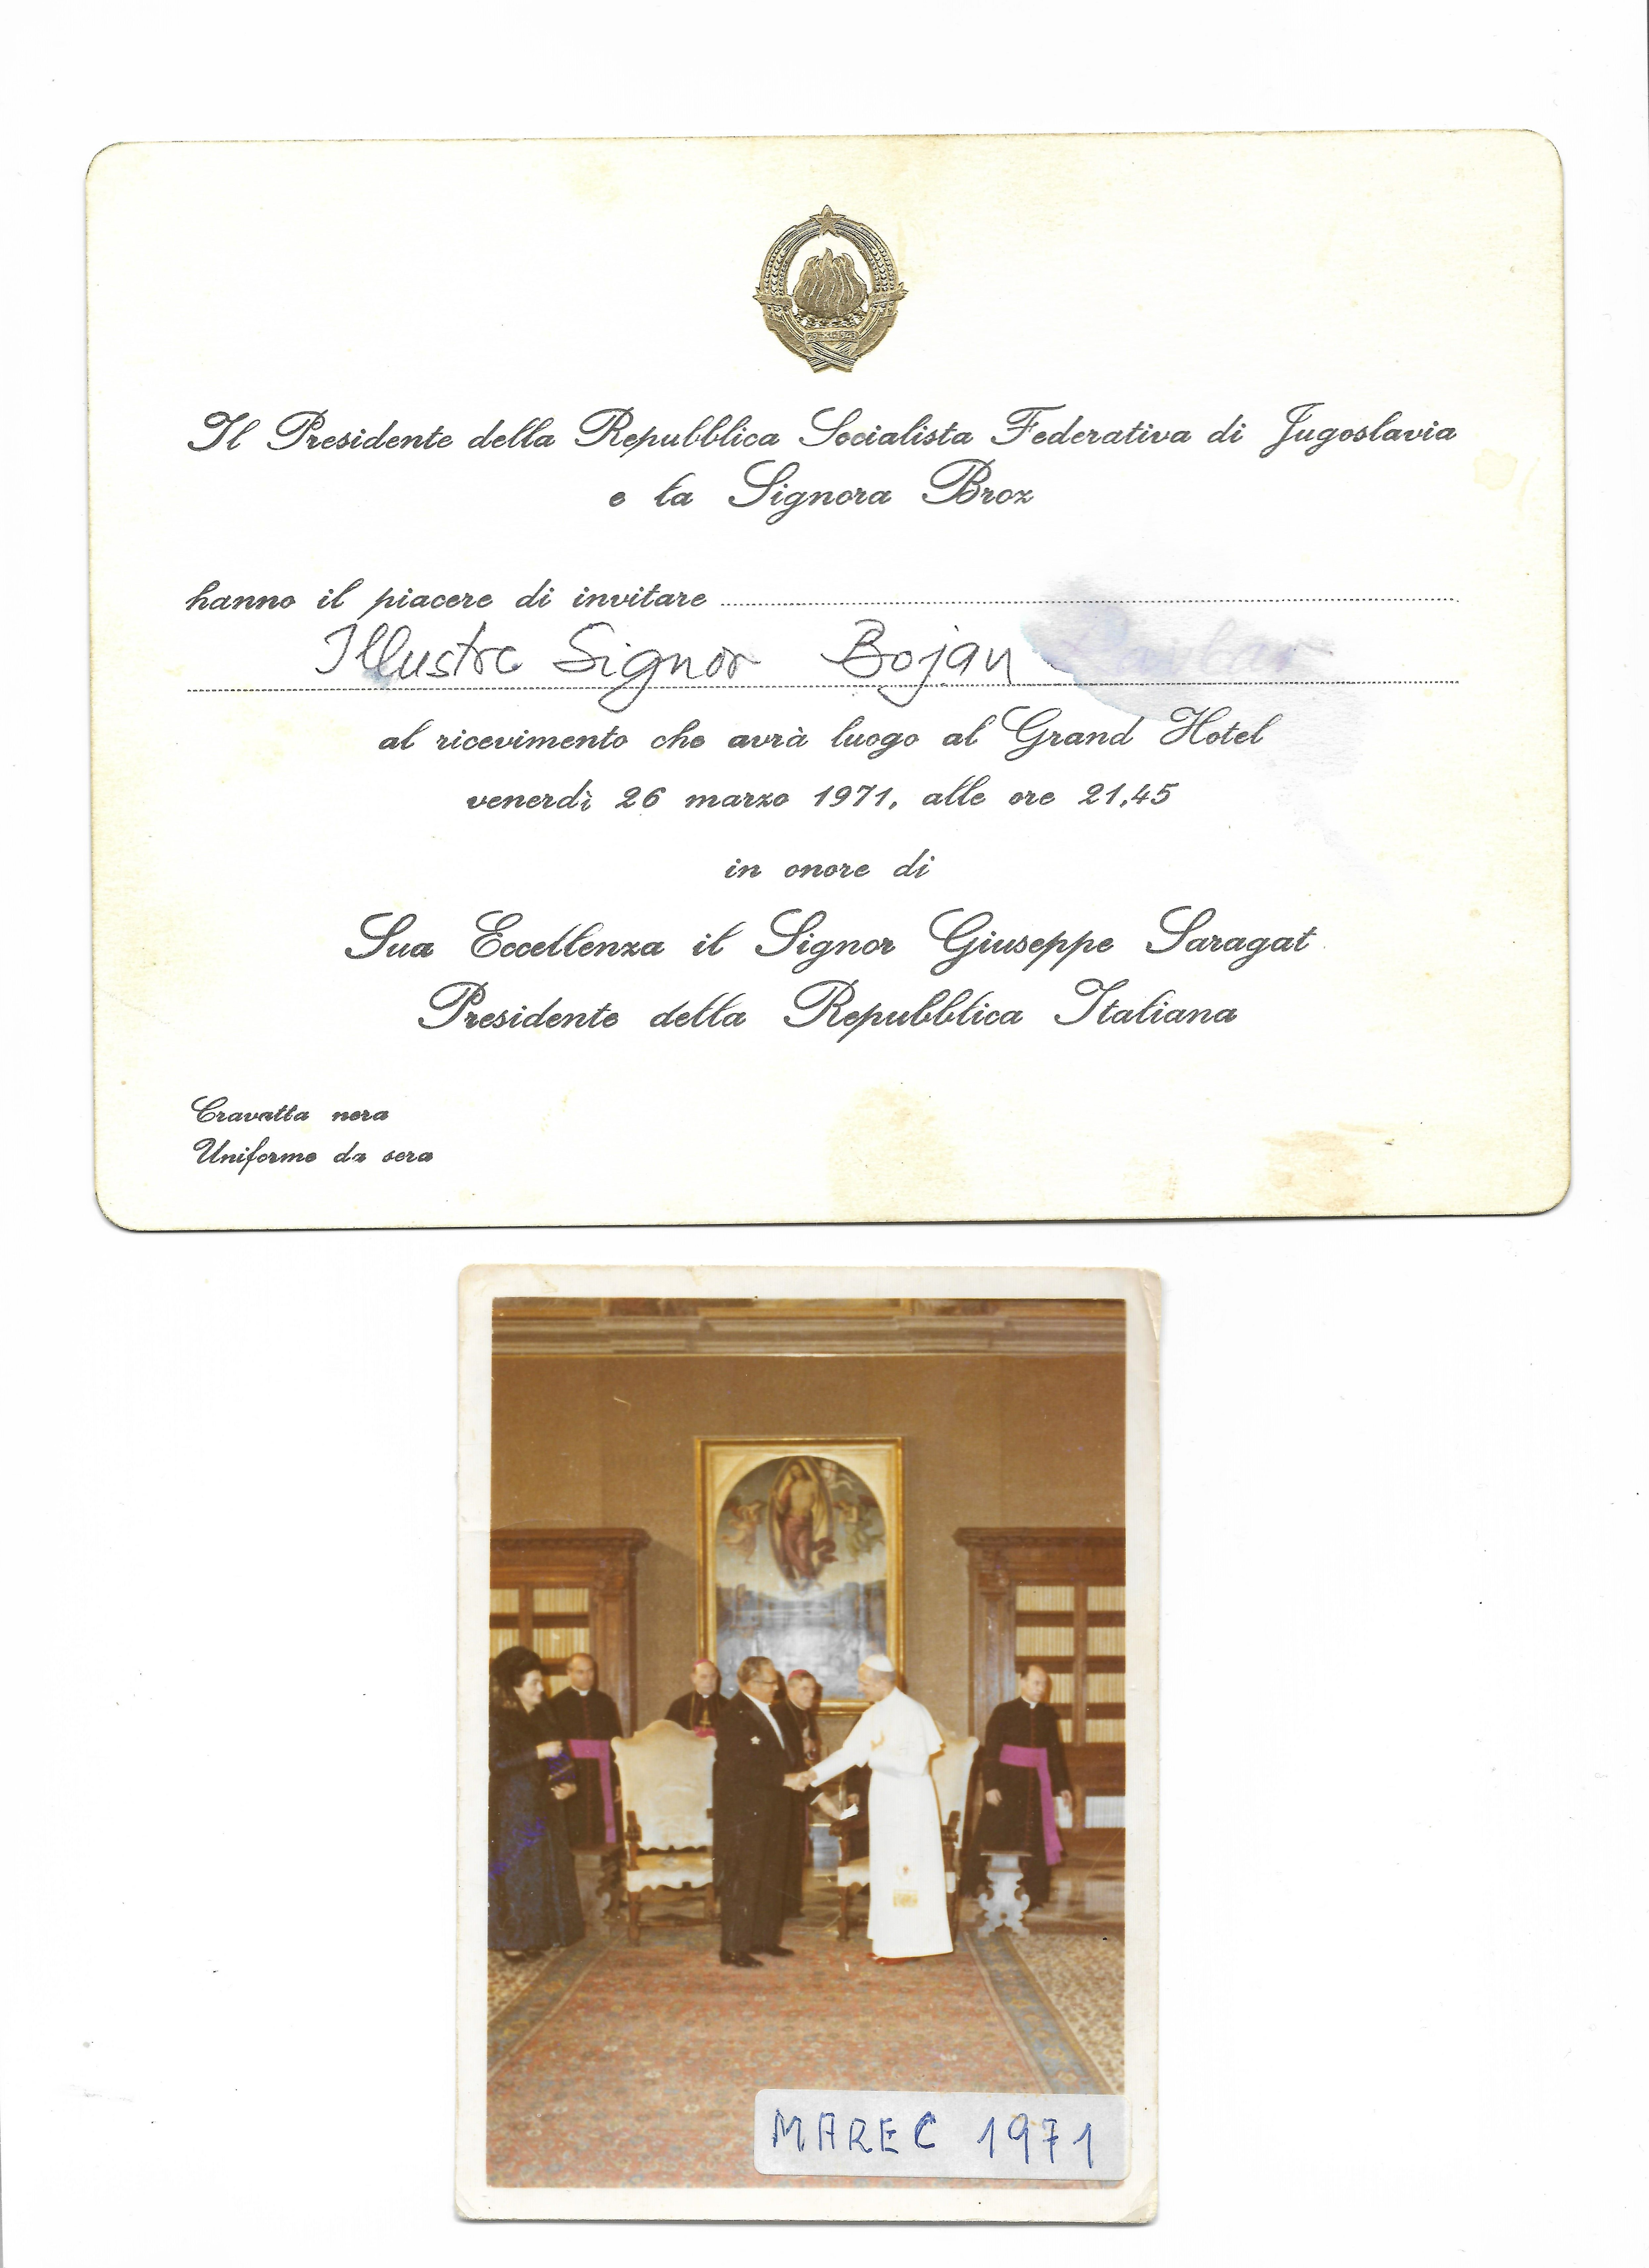 Il Presidente della Repubblica Socialista Federativa di Jugoslavia
e la Signora Broz
hanno il piacere di invitare
Illustre Signor Bojan
al ricevimento che avrà luogo al Grand Hotel
venerdì 26 marzo 1971, alle ore 21,45
in onore di
Sua Eccellenza il Signor Giuseppe Saragat
Presidente della Repubblica Italiana
Cravatta nera
Uniforme da sera
MAREC 1971